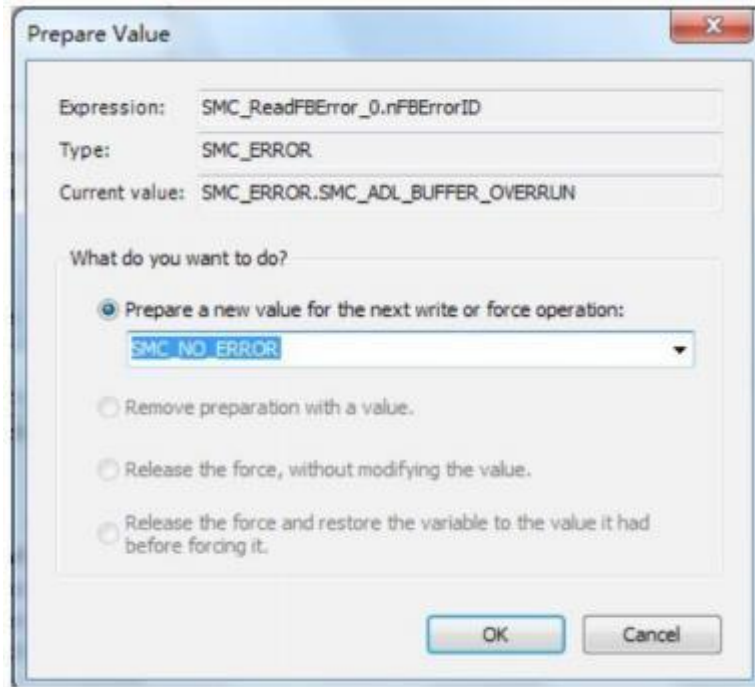 Prepare Value
Expression: SMC_ReadFBError_0.nFBErrorID
Type: SMC_ERROR
Current value: SMC_ERROR.SMC_ADL_BUFFER_OVERRUN
What do you want to do?
Prepare a new value for the next write or force operation:
SMC_NO_ERROR
Remove preparation with a value.
Release the force, without modifying the value.
Release the force and restore the variable to the value it had
before forcing it.
OK Cancel